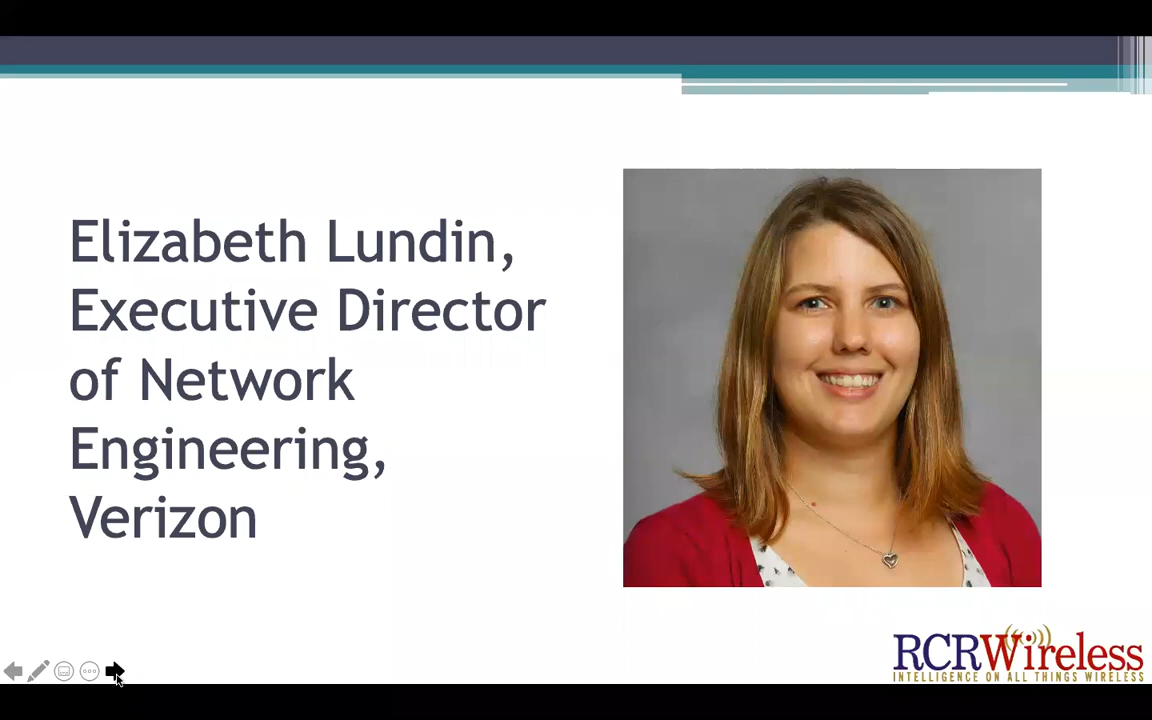 Elizabeth Lundin,
Executive Director
of Network
Engineering,
Verizon
RCRWireless
INTELLIGENCE ON ALL THINGS WIRELESS